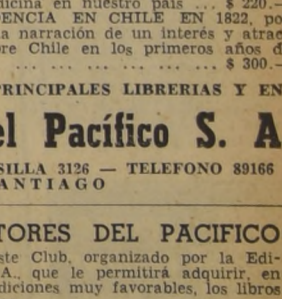 dicina en nuestro país ... $ 220.-
DENCIA EN CHILE EN 1822, po
la narración de un interés y atrac
bre Chile en los primeros años d
... ... ... ... ... ... $ 300.—
PRINCIPALES LIBRERIAS Y EN
el Pacífico S. A
SILLA 3126 — TELEFONO 89166
ANTIAGO
TORES DEL PACIFICO
ste Club, organizado por la Edi-
A., que le permitirá adquirir, en
diciones muy favorables, los libros